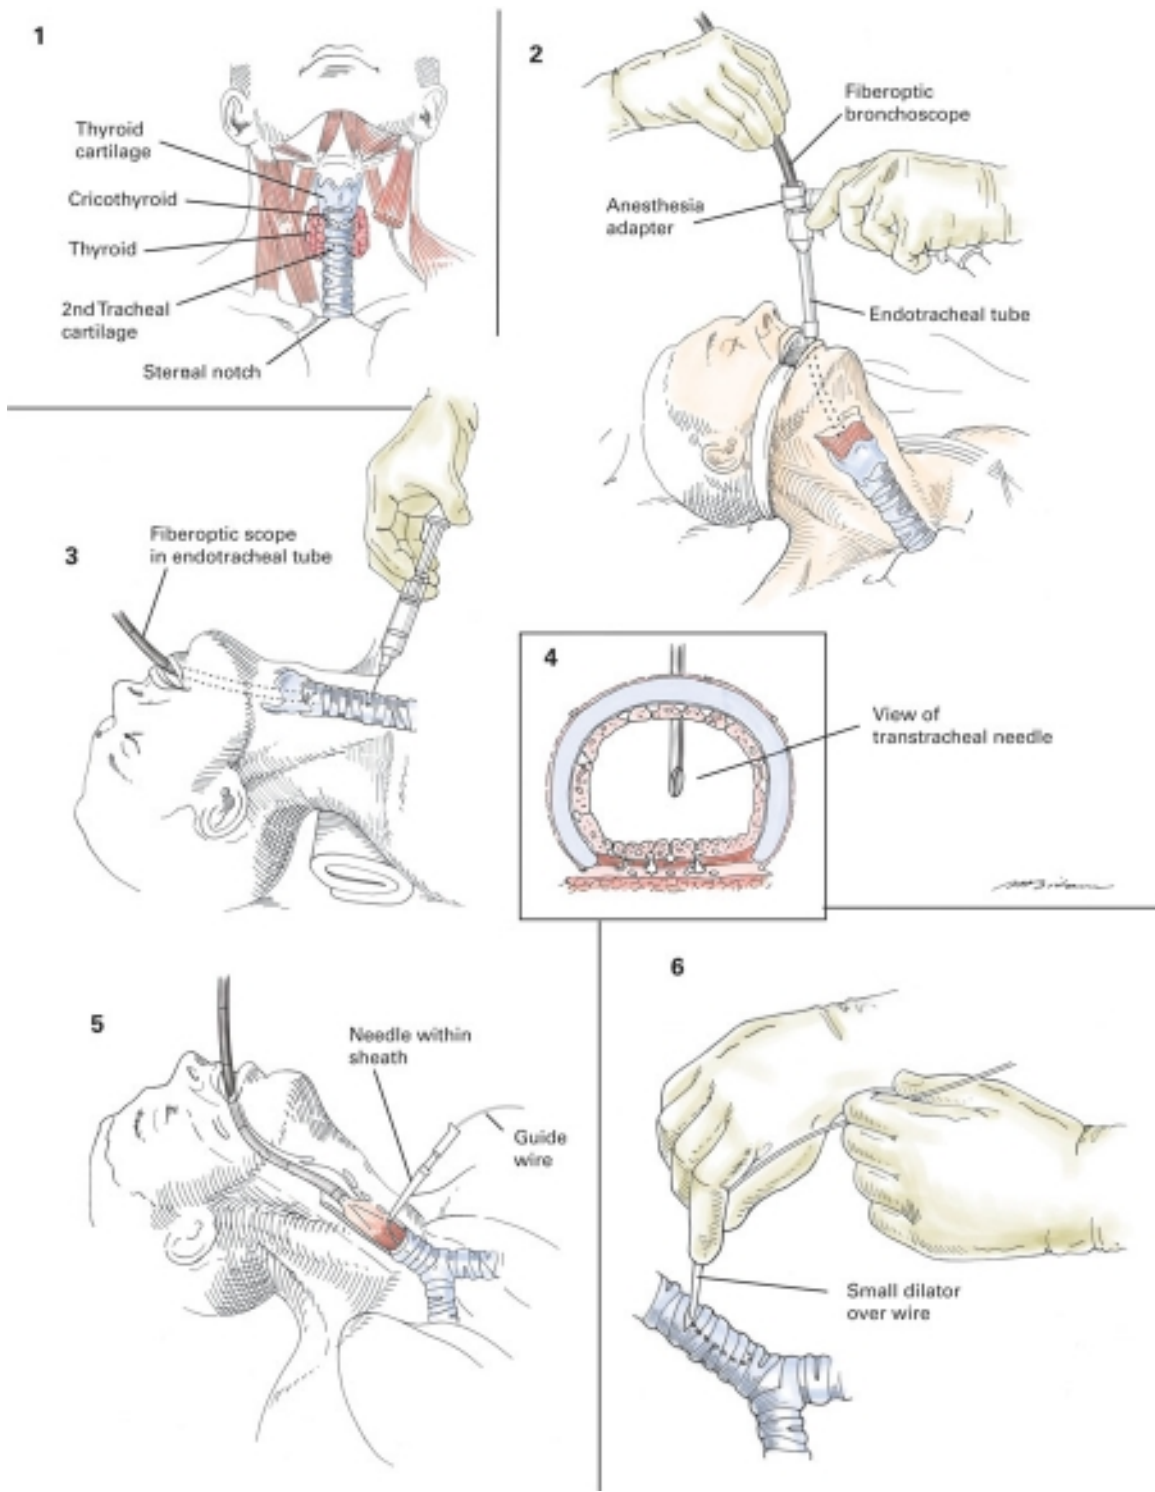 1
Thyroid
cartilage
Cricothyroid
Thyroid
2nd Tracheal
cartilage
Sternal notch
2
Fiberoptic
bronchoscope
Anesthesia
adapter
Endotracheal tube
3
Fiberoptic scope
in endotracheal tube
4
View of
transtracheal needle
5
Needle within
sheath
Guide
wire
6
Small dilator
over wire